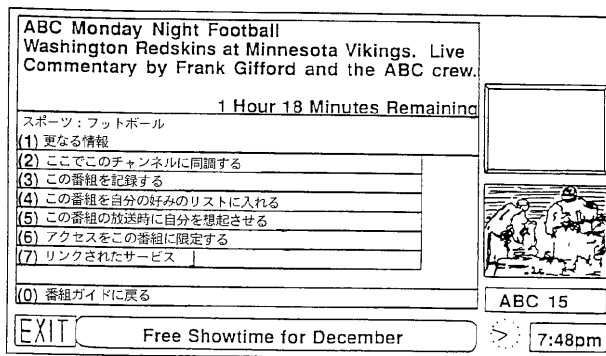 ABC Monday Night Football
Washington Redskins at Minnesota Vikings. Live
Commentary by Frank Gifford and the ABC crew.
1 Hour 18 Minutes Remaining
スポーツ：フットボール
(1) 更なる情報
(2) ここでこのチャンネルに同調する
(3) この番組を記録する
(4) この番組を自分の好みのリストに入れる
(5) この番組の放送時に自分を想起させる
(6) アクセスをこの番組に限定する
(7) リンクされたサービス
(0) 番組ガイドに戻る
ABC 15
EXIT
Free Showtime for December
7:48pm